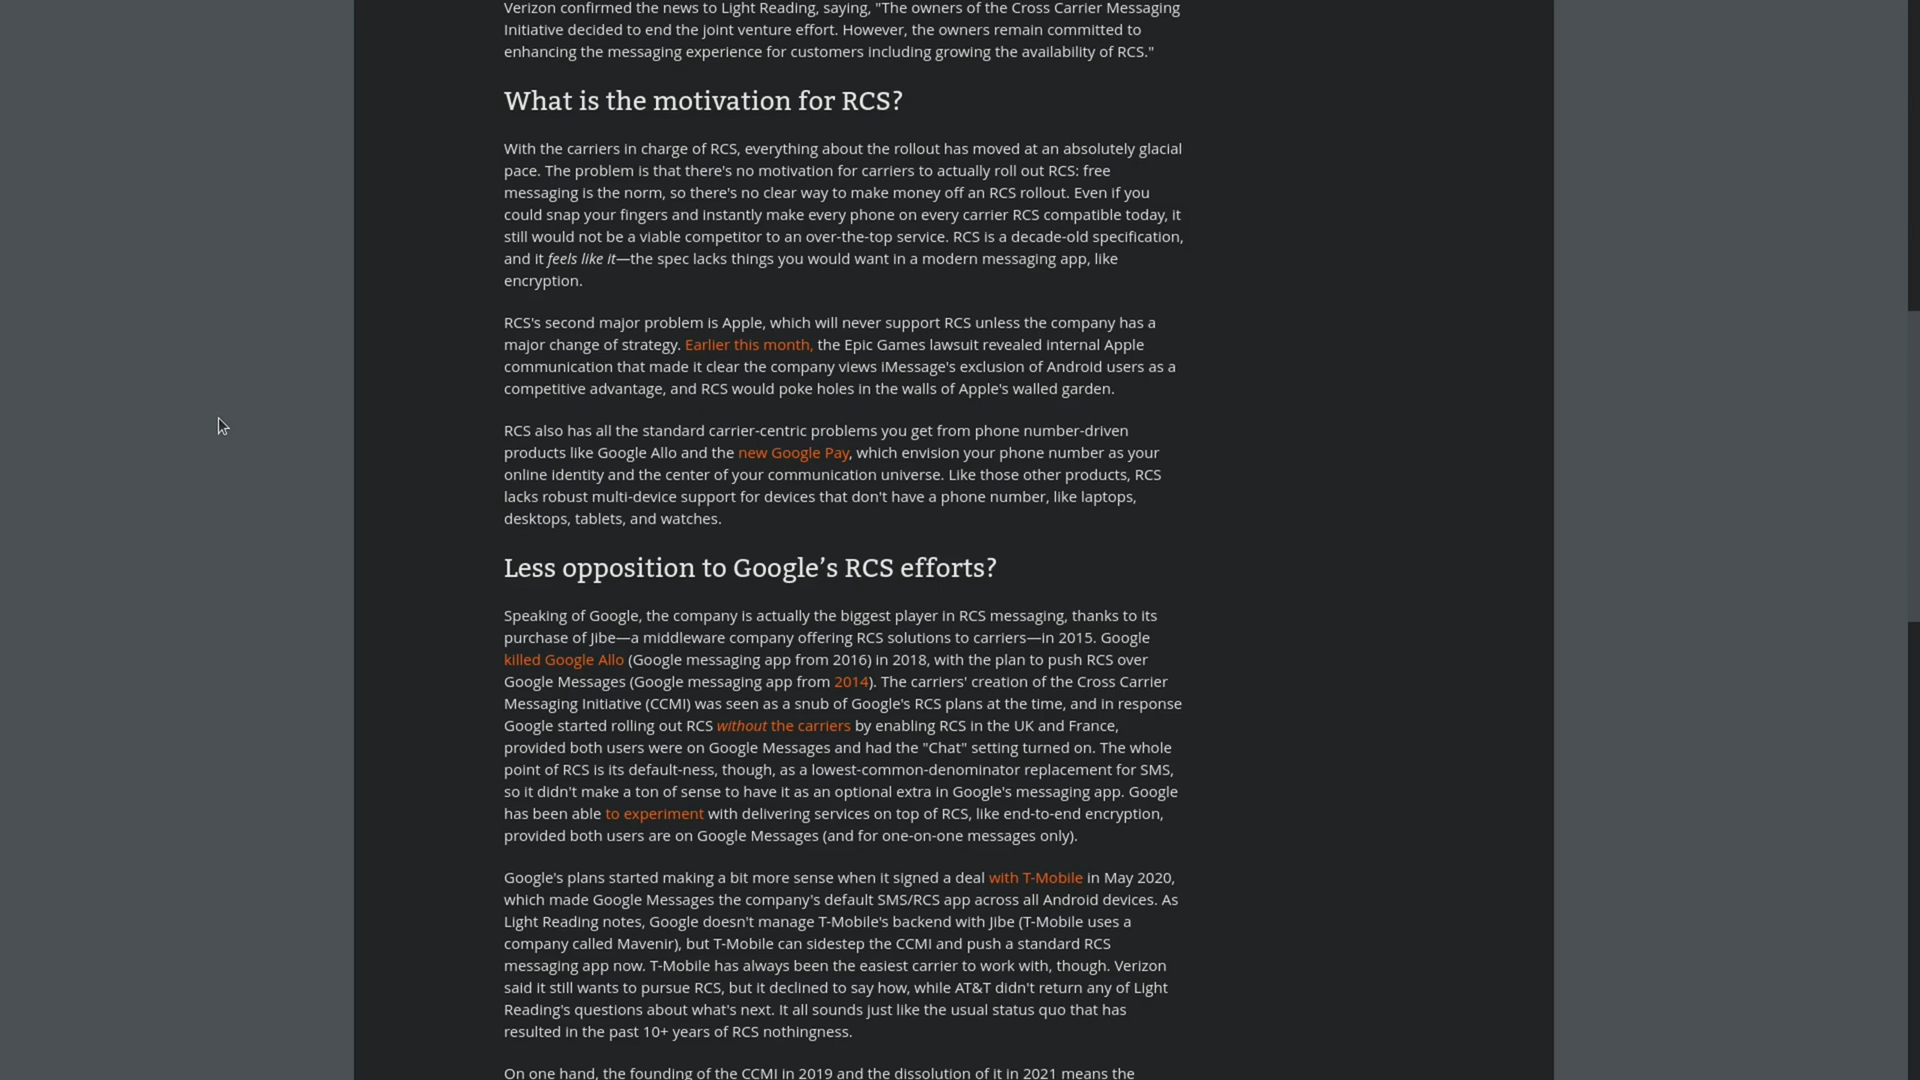 Verizon confirmed the news to Light Reading, saying, "The owners of the Cross Carrier Messaging
Initiative decided to end the joint venture effort. However, the owners remain committed to
enhancing the messaging experience for customers including growing the availability of RCS."
What is the motivation for RCS?
With the carriers in charge of RCS, everything about the rollout has moved at an absolutely glacial
pace. The problem is that there's no motivation for carriers to actually roll out RCS: free
messaging is the norm, so there's no clear way to make money off an RCS rollout. Even if you
could snap your fingers and instantly make every phone on every carrier RCS compatible today, it
still would not be a viable competitor to an over-the-top service. RCS is a decade-old specification,
and it feels like it—the spec lacks things you would want in a modern messaging app, like
encryption.
RCS's second major problem is Apple, which will never support RCS unless the company has a
major change of strategy. Earlier this month, the Epic Games lawsuit revealed internal Apple
communication that made it clear the company views iMessage's exclusion of Android users as a
competitive advantage, and RCS would poke holes in the walls of Apple's walled garden.
RCS also has all the standard carrier-centric problems you get from phone number-driven
products like Google Allo and the new Google Pay, which envision your phone number as your
online identity and the center of your communication universe. Like those other products, RCS
lacks robust multi-device support for devices that don't have a phone number, like laptops,
desktops, tablets, and watches.
Less opposition to Google’s RCS efforts?
Speaking of Google, the company is actually the biggest player in RCS messaging, thanks to its
purchase of Jibe—a middleware company offering RCS solutions to carriers—in 2015. Google
killed Google Allo (Google messaging app from 2016) in 2018, with the plan to push RCS over
Google Messages (Google messaging app from 2014). The carriers' creation of the Cross Carrier
Messaging Initiative (CCMI) was seen as a snub of Google's RCS plans at the time, and in response
Google started rolling out RCS without the carriers by enabling RCS in the UK and France,
provided both users were on Google Messages and had the "Chat" setting turned on. The whole
point of RCS is its default-ness, though, as a lowest-common-denominator replacement for SMS,
so it didn't make a ton of sense to have it as an optional extra in Google's messaging app. Google
has been able to experiment with delivering services on top of RCS, like end-to-end encryption,
provided both users are on Google Messages (and for one-on-one messages only).
Google's plans started making a bit more sense when it signed a deal with T-Mobile in May 2020,
which made Google Messages the company's default SMS/RCS app across all Android devices. As
Light Reading notes, Google doesn't manage T-Mobile's backend with Jibe (T-Mobile uses a
company called Mavenir), but T-Mobile can sidestep the CCMI and push a standard RCS
messaging app now. T-Mobile has always been the easiest carrier to work with, though. Verizon
said it still wants to pursue RCS, but it declined to say how, while AT&T didn't return any of Light
Reading's questions about what's next. It all sounds just like the usual status quo that has
resulted in the past 10+ years of RCS nothingness.
On one hand, the founding of the CCMI in 2019 and the dissolution of it in 2021 means the